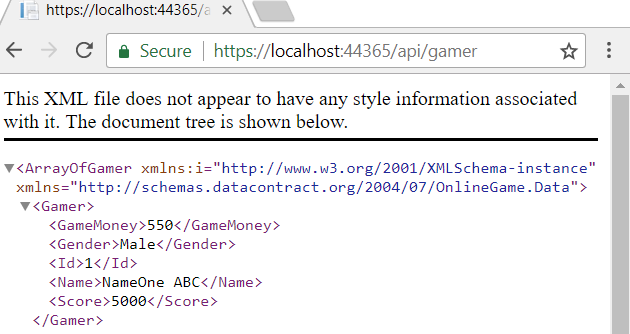 https://localhost:44365/a
Secure
https://localhost:44365/api/gamer
This XML file does not appear to have any style information associated
with it. The document tree is shown below.
<ArrayOfGamer xmlns:i="http://www.w3.org/2001/XMLSchema-instance"
xmlns="http://schemas.datacontract.org/2004/07/OnlineGame.Data">
<Gamer>
<GameMoney>550</GameMoney>
<Gender>Male</Gender>
<Id>1</Id>
<Name>NameOne ABC</Name>
<Score>5000</Score>
</Gamer>